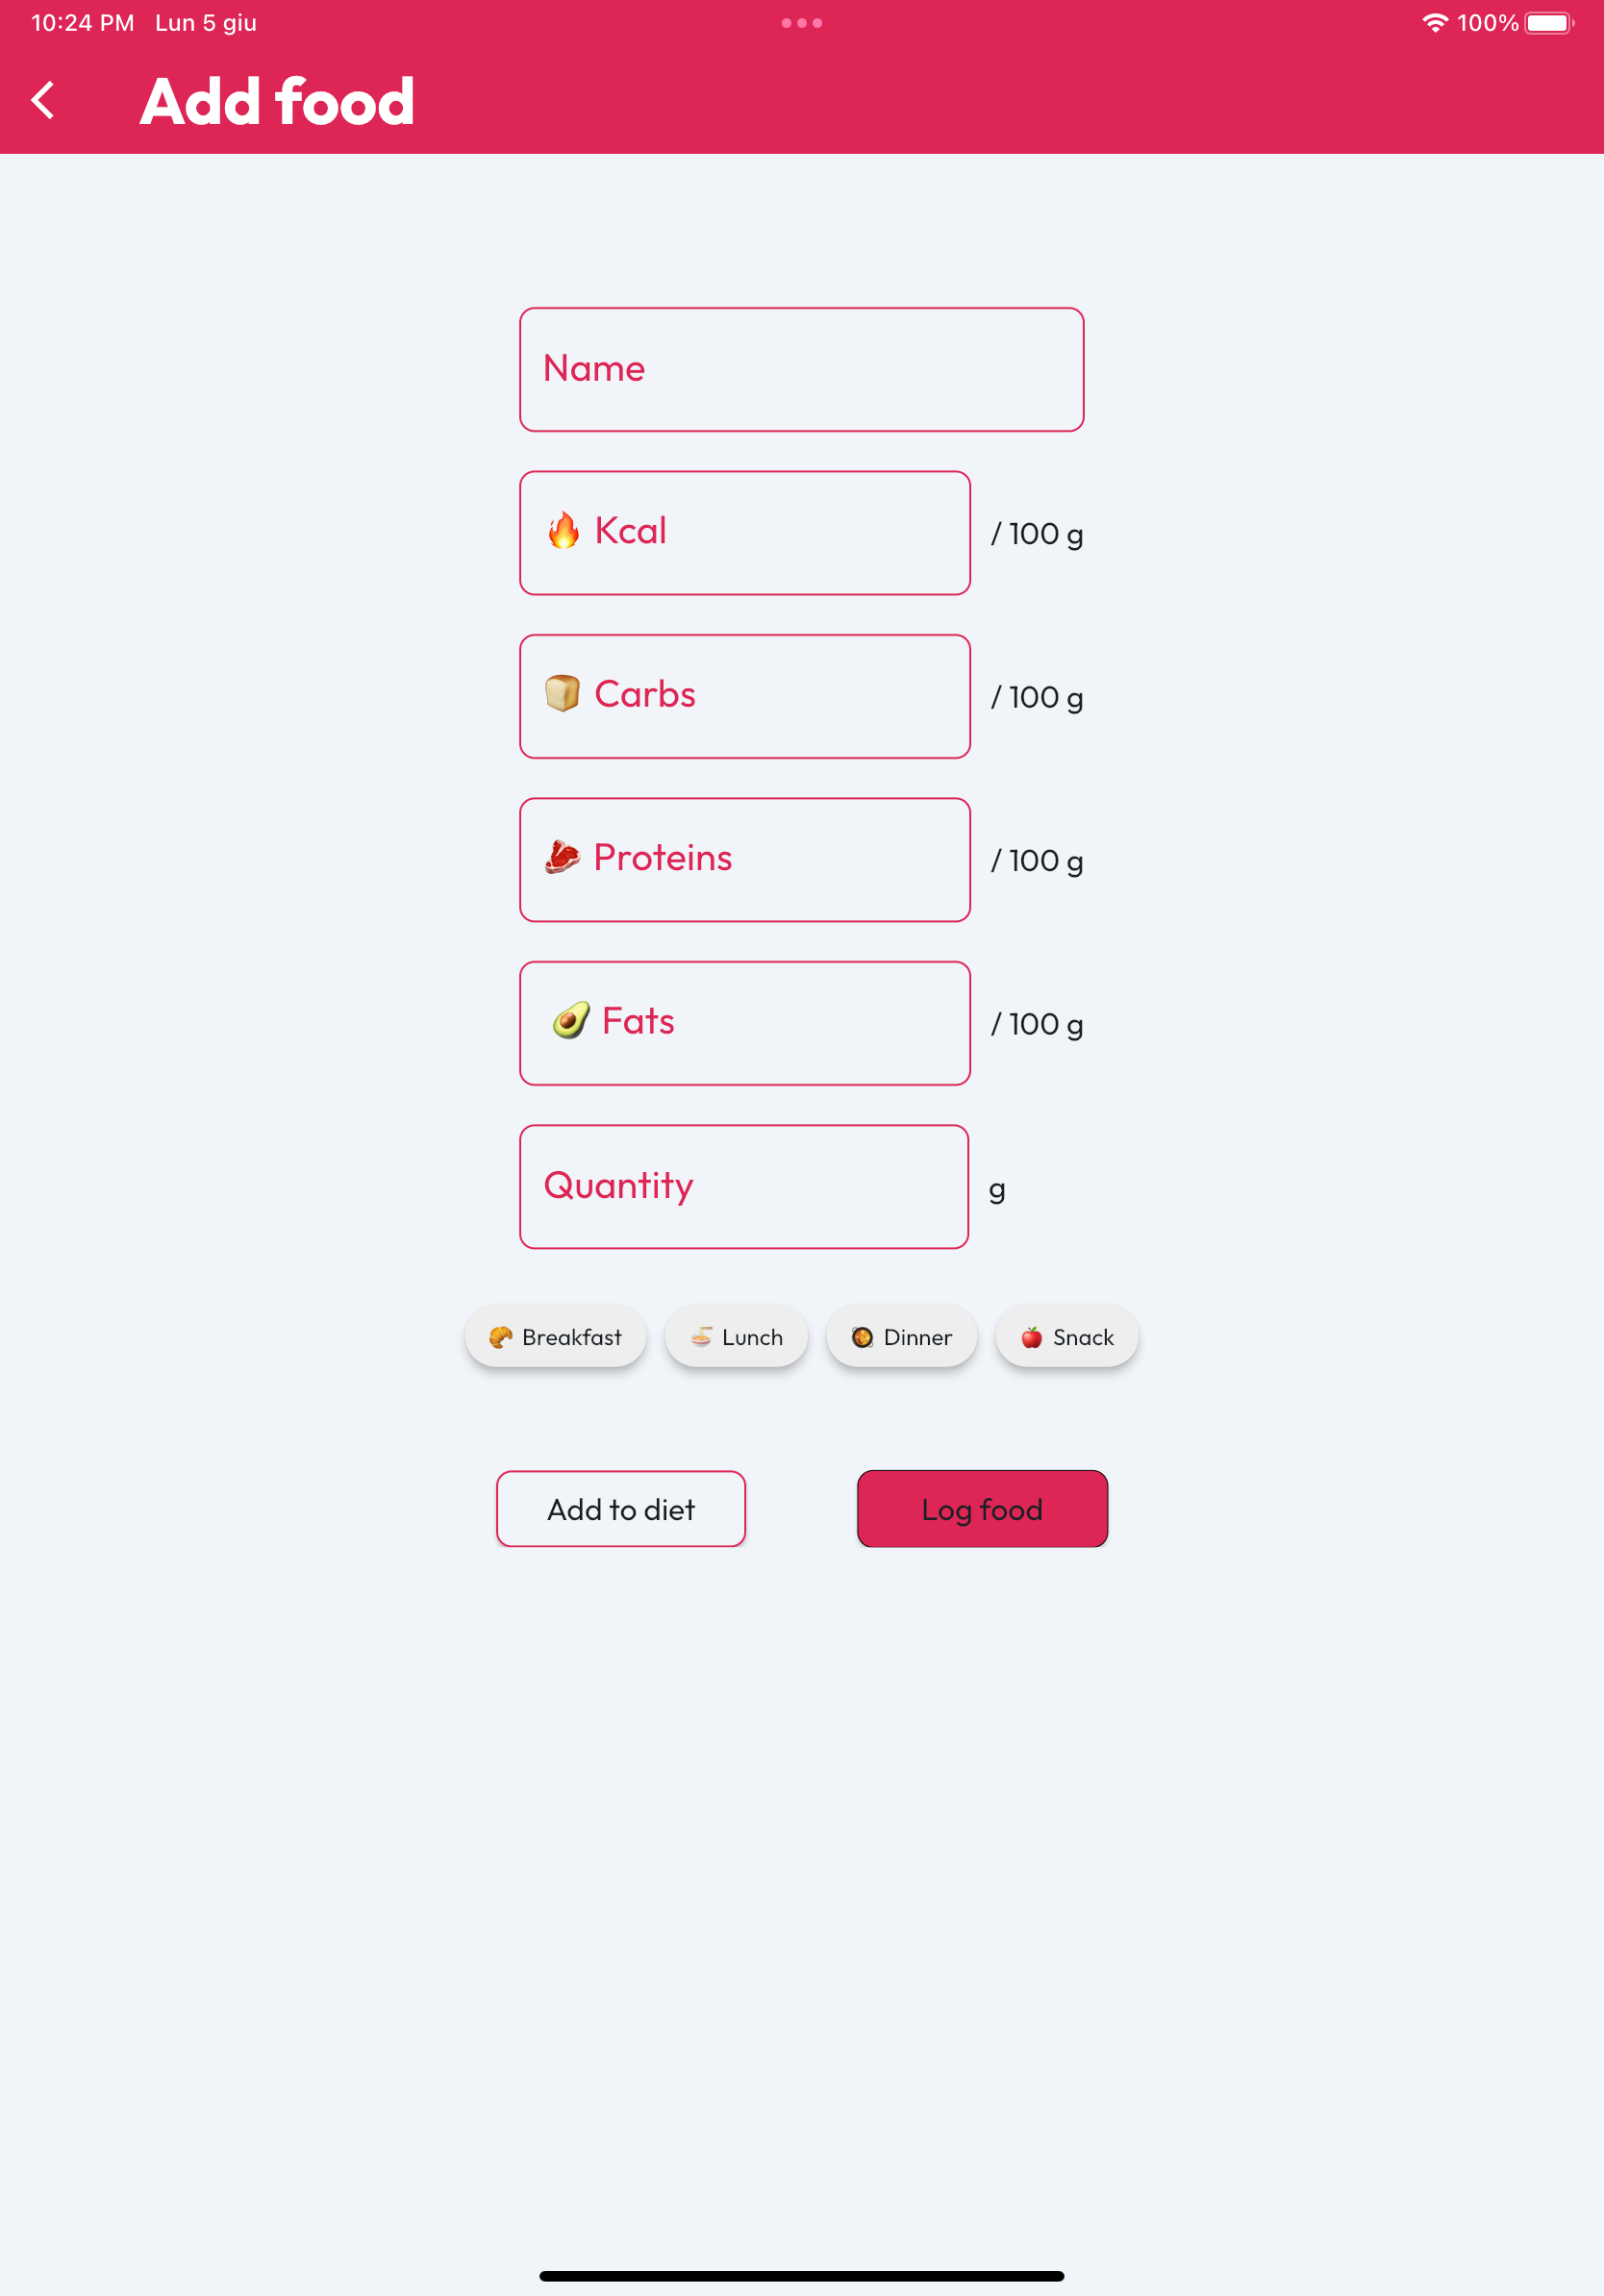 10:24 PM Lun 5 giu 100%
Add food
Name
Kcal / 100 g
Carbs / 100 g
Proteins / 100 g
Fats / 100 g
Quantity g
Breakfast Lunch Dinner Snack
Add to diet Log food